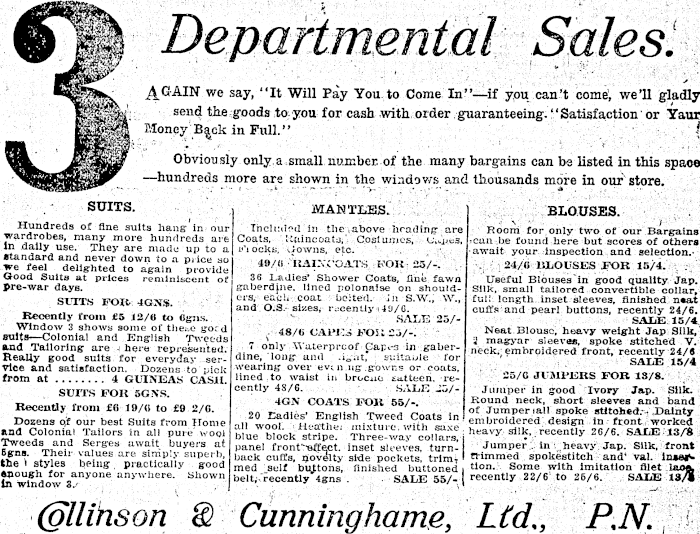 3 Departmental Sales.
AGAIN we say, "It Will Pay You to Come In"—if you can't come, we'll gladly
send the goods to you for cash with order guaranteeing. "Satisfaction or Your
Money Back in Full."
Obviously only a small number of the many bargains can be listed in this space
—hundreds more are shown in the windows and thousands more in our store.
SUITS.
Hundreds of fine suits hang in our
wardrobes, many more hundreds are
in daily use. They are made up to a
standard and never down to a price so
we feel delighted to again provide
Good Suits at prices reminiscent of
pre-war days.
SUITS FOR 4GNS.
Recently from £5 12/6 to 6gns.
Window 3 shows some of these good
suits—Colonial and English Tweeds
and Tailoring are here represented.
Really good suits for everyday ser-
vice and satisfaction. Dozens to pick
from at ........ 4 GUINEAS CASH.
SUITS FOR 5GNS.
Recently from £6 19/6 to £9 2/6.
Dozens of our best Suits from Home
and Colonial Tailors in all pure wool
Tweeds and Serges await buyers at
5gns. Their values are simply superb,
the styles being practically good
enough for anyone anywhere. Shown
in window 3.
MANTLES.
Included in the above heading are
Coats, Raincoats, Costumes, Capes,
Frocks, Gowns, etc.
49/6 RAINCOATS FOR 25/-.
36 Ladies' Shower Coats, fine fawn
gaberdine, lined polonaise on should-
ers, each coat belted. In S.W., W.,
and O.S. sizes, recently 49/6.
SALE 25/-
48/6 CAPES FOR 25/-.
7 only Waterproof Capes in gaber-
dine, long and light, suitable for
wearing over evening gowns or coats,
lined to waist in broche satteen, re-
cently 48/6. SALE 25/-
4GN COATS FOR 55/-.
20 Ladies' English Tweed Coats in
all wool. Heather mixture with saxe
blue block stripe. Three-way collars,
panel front effect, inset sleeves, turn-
back cuffs, novelty side pockets, trim-
med self buttons, finished buttoned
belt, recently 4gns . SALE 55/-
BLOUSES.
Room for only two of our Bargains
can be found here but scores of others
await your inspection and selection.
24/6 BLOUSES FOR 15/4.
Useful Blouses in good quality Jap.
Silk, small tailored convertible collar,
full length inset sleeves, finished neat
cuffs and pearl buttons, recently 24/6.
SALE 15/4
Neat Blouse, heavy weight Jap Silk,
magyar sleeves, spoke stitched V.
neck, embroidered front, recently 24/6
SALE 15/4
25/6 JUMPERS FOR 13/8.
Jumper in good Ivory Jap. Silk.
Round neck, short sleeves and band
of Jumper all spoke stitched. Dainty
embroidered design in front worked
heavy silk, recently 26/6. SALE 13/8
Jumper in heavy Jap. Silk, front
trimmed spokestitch and val. inser-
tion. Some with imitation filet lace,
recently 22/6 to 25/6. SALE 13/8
Collinson & Cunninghame, Ltd., P.N.